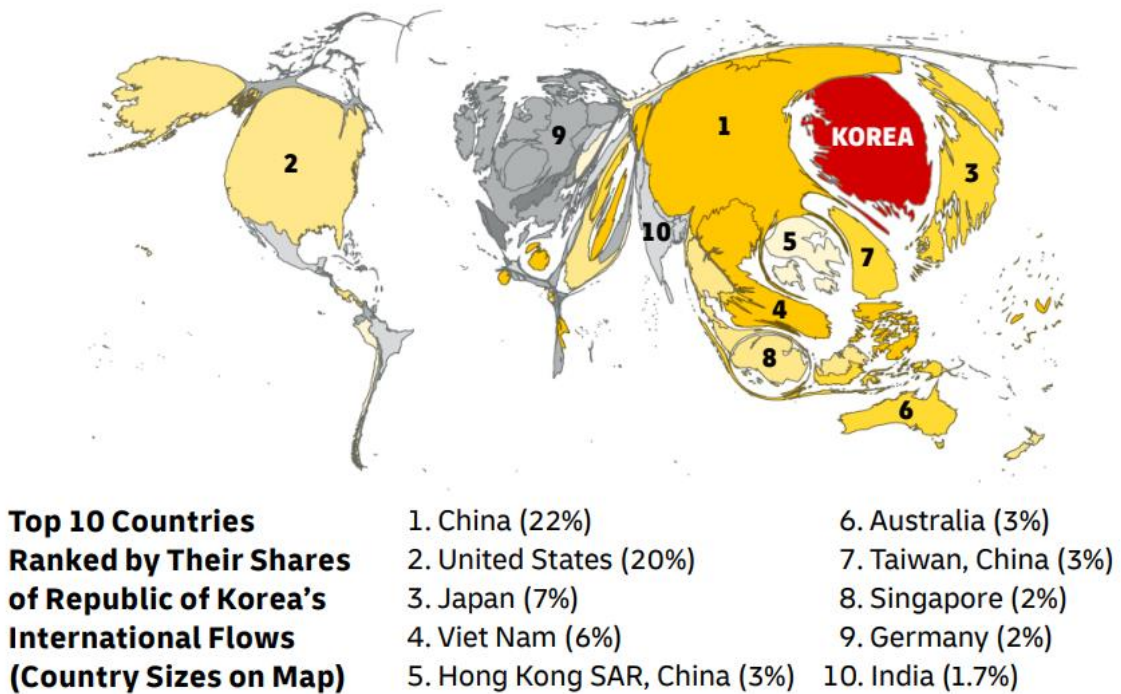 2
9
1
KOREA
3
10
5
7
4
8
6
Top 10 Countries
Ranked by Their Shares
of Republic of Korea's
International Flows
(Country Sizes on Map)
1. China (22%)
2. United States (20%)
3. Japan (7%)
4. Viet Nam (6%)
5. Hong Kong SAR, China (3%)
6. Australia (3%)
7. Taiwan, China (3%)
8. Singapore (2%)
9. Germany (2%)
10. India (1.7%)